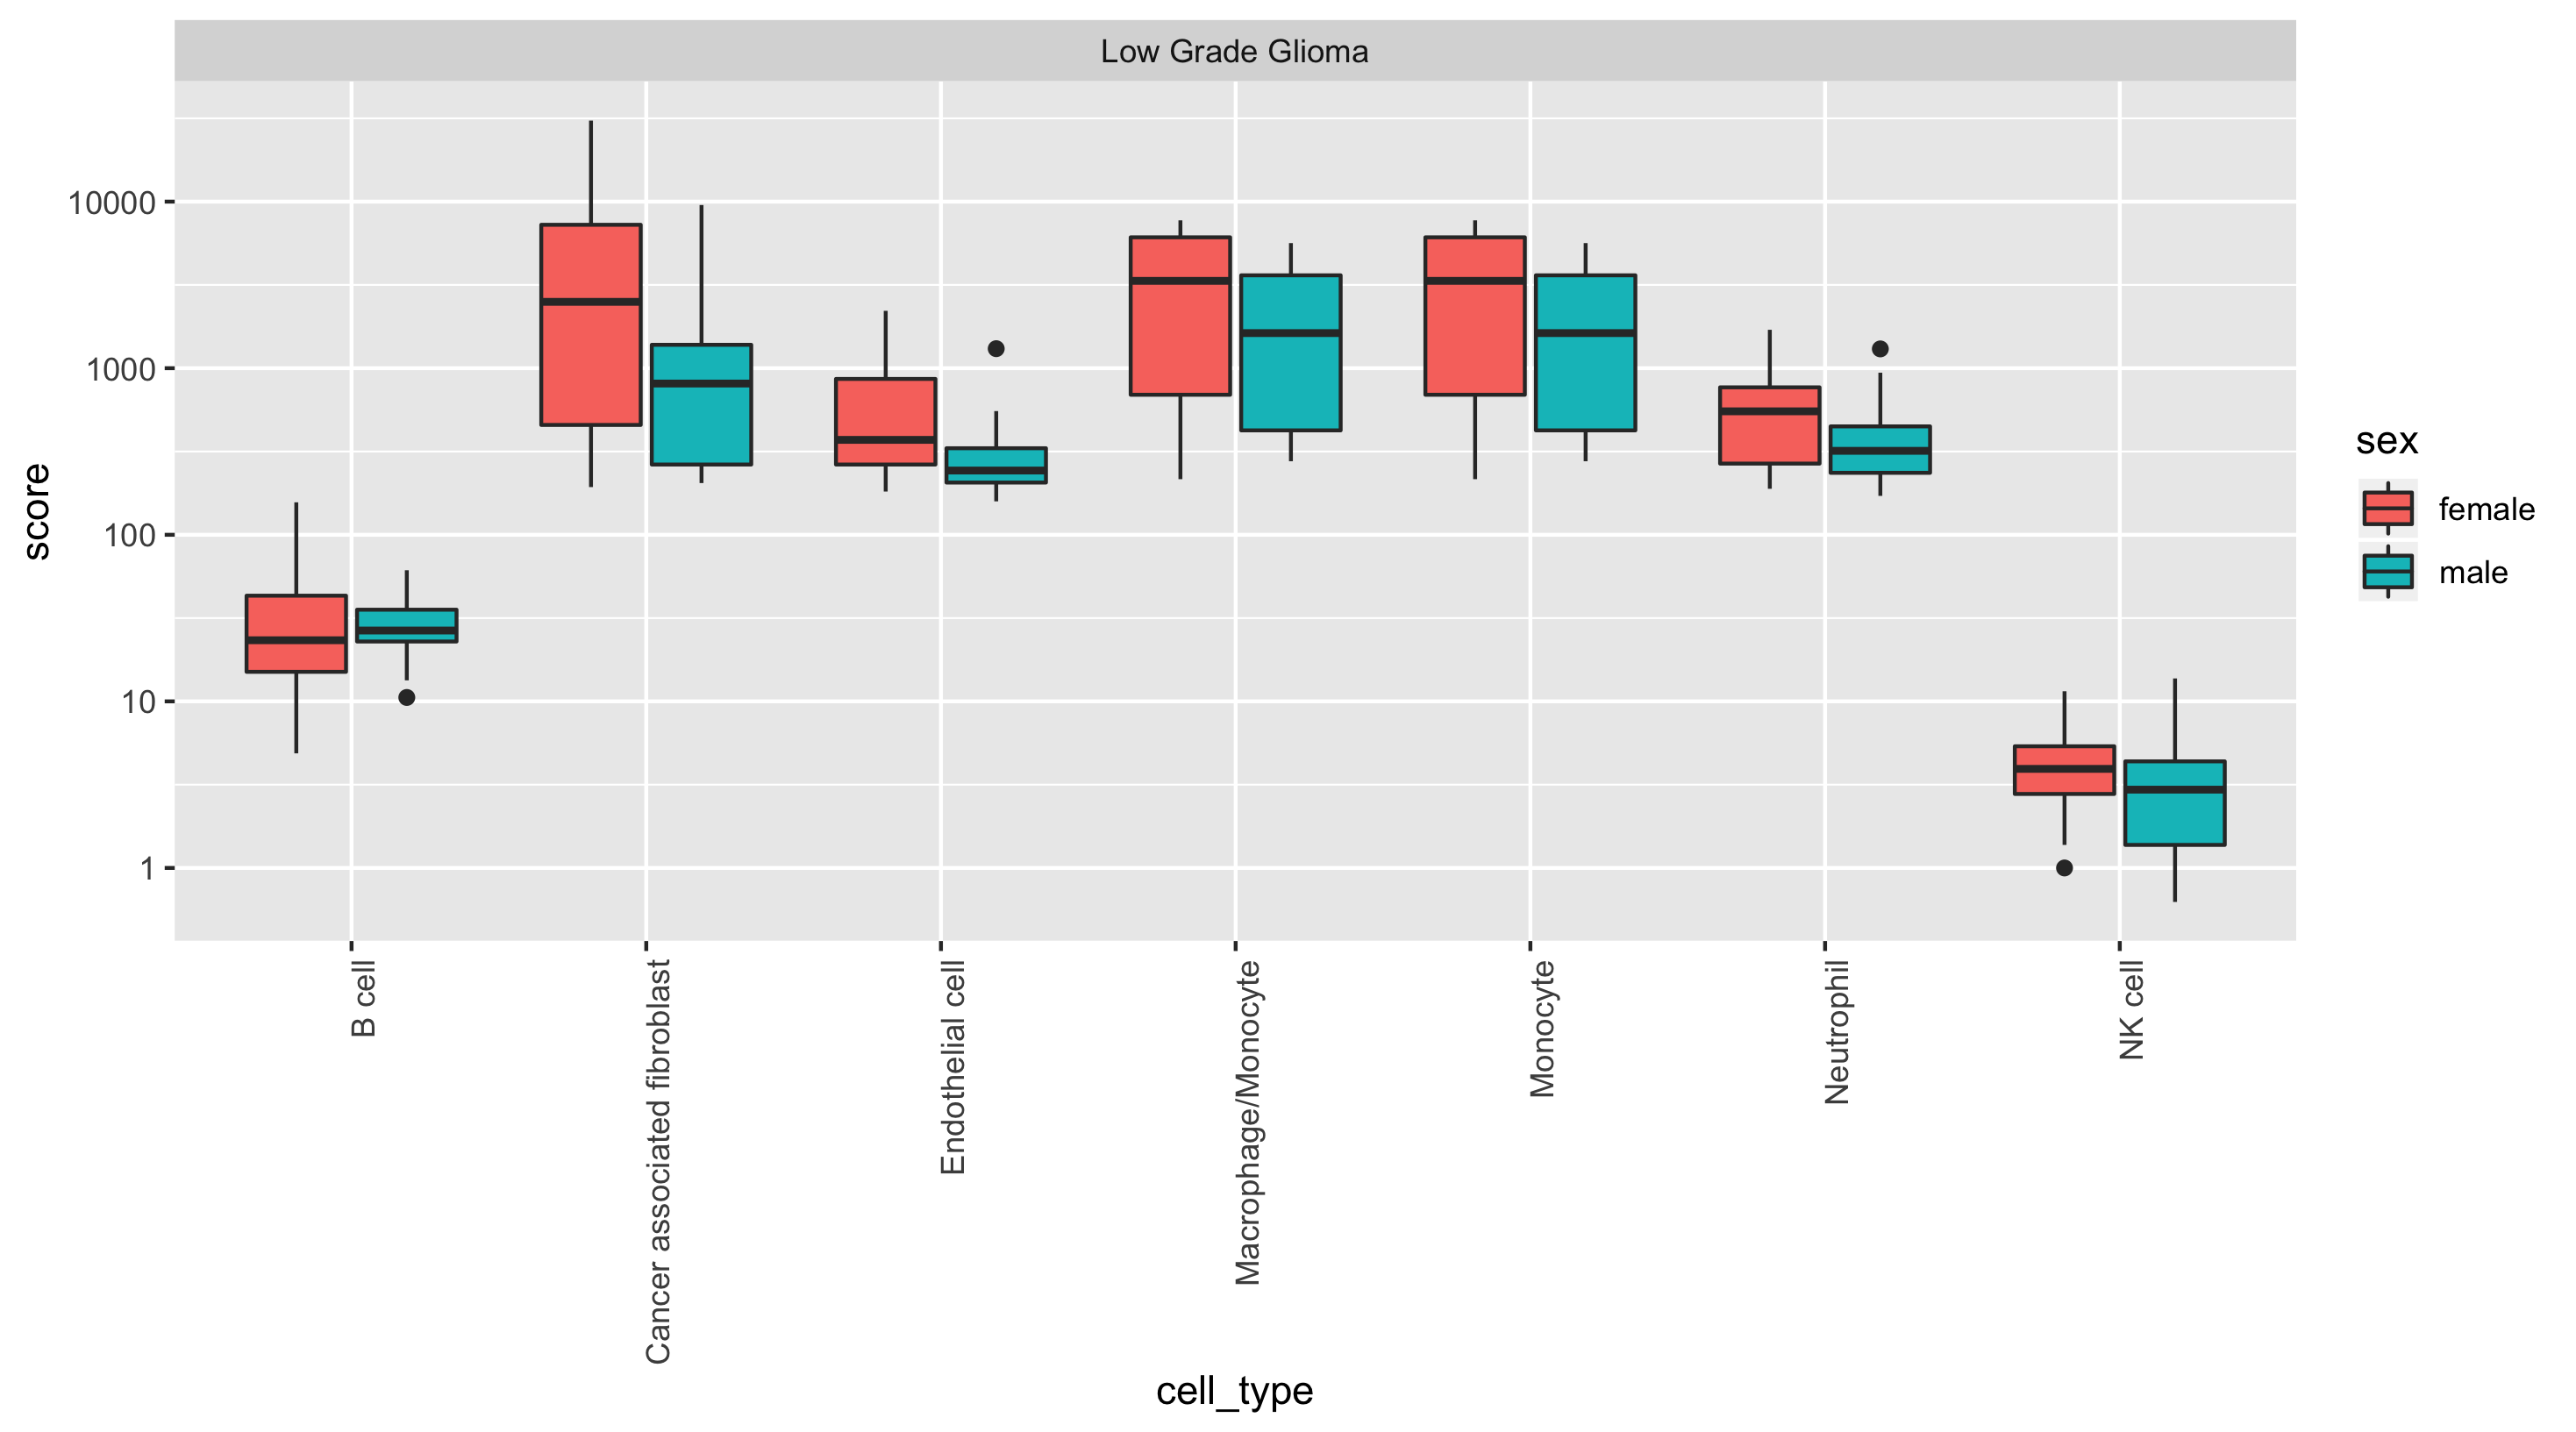 Low Grade Glioma
score
10000
1000
100
10
1
B cell
Cancer associated fibroblast
Endothelial cell
Macrophage/Monocyte
Monocyte
Neutrophil
NK cell
cell_type
sex
female
male